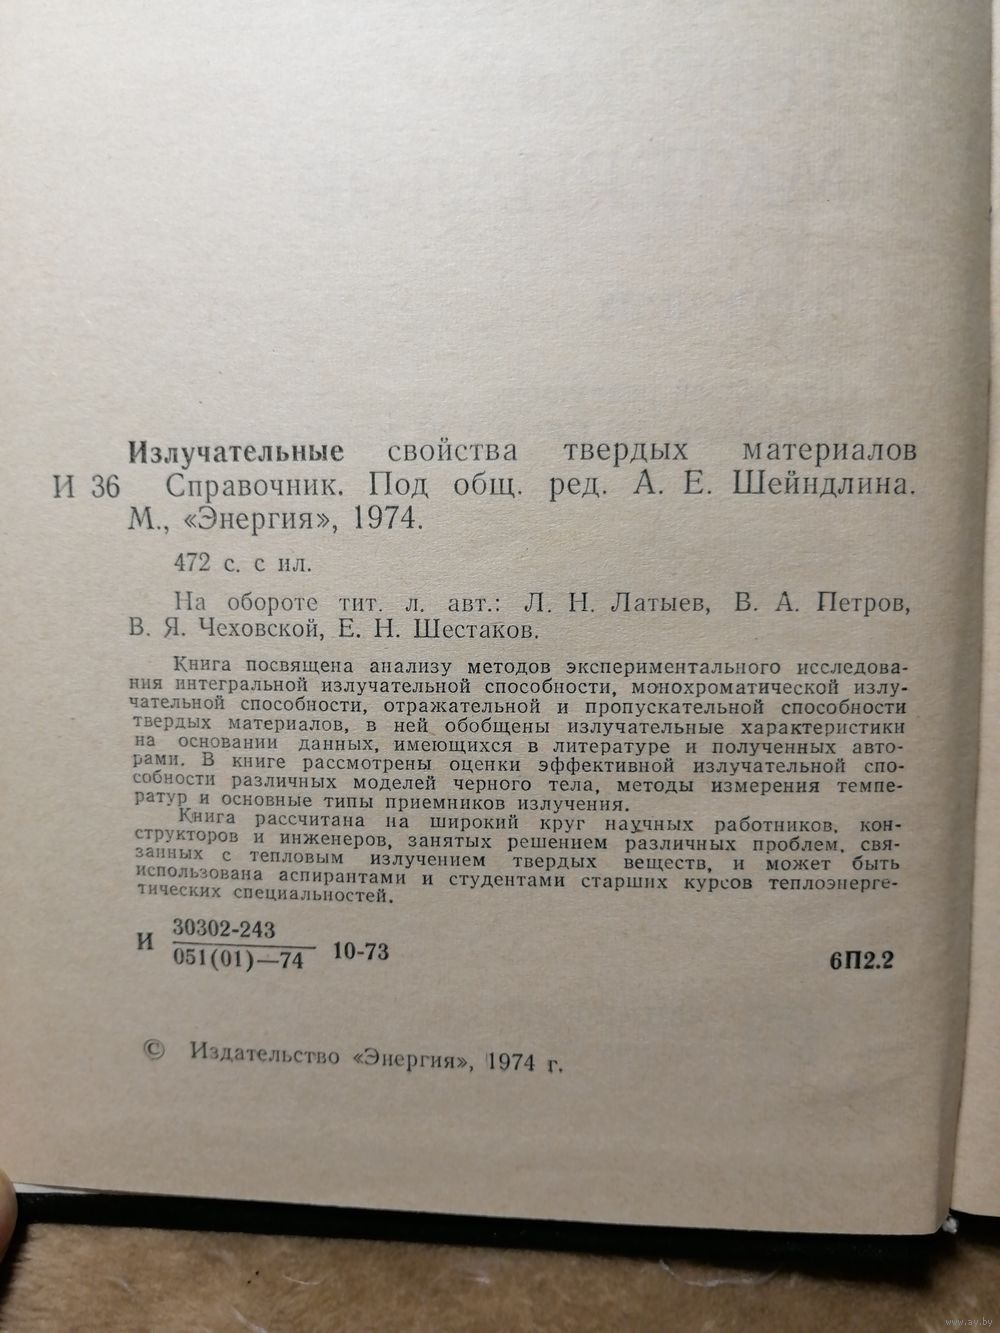 Излучательные свойства твердых материалов
И 36 Справочник. Под общ. ред. А. Е. Шейндлина.
М., «Энергия», 1974.
472 с. с ил.
На обороте тит. л. авт.: Л. Н. Латыев, В. А. Петров,
В. Я. Чеховской, Е. Н. Шестаков.
Книга посвящена анализу методов экспериментального исследова-
ния интегральной излучательной способности, монохроматической излу-
чательной способности, отражательной и пропускательной способности
твердых материалов, в ней обобщены излучательные характеристики
на основании данных, имеющихся в литературе и полученных авто-
рами. В книге рассмотрены оценки эффективной излучательной спо-
собности различных моделей черного тела, методы измерения темпе-
ратур и основные типы приемников излучения.
Книга рассчитана на широкий круг научных работников, кон-
структоров и инженеров, занятых решением различных проблем, свя-
занных с тепловым излучением твердых веществ, и может быть
использована аспирантами и студентами старших курсов теплоэнерге-
тических специальностей.
И 30302-243
051(01)—74 10-73 6П2.2
© Издательство «Энергия», 1974 г.
www.ay.by